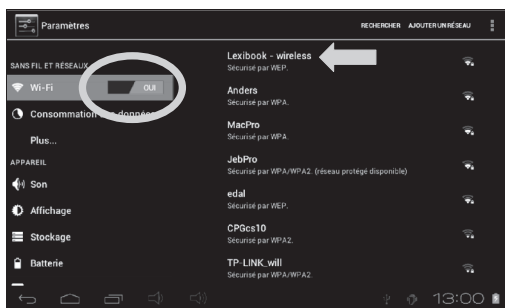 Paramètres
RECHERCHER AJOUTER UN RÉSEAU
SANS FIL ET RÉSEAUX
Wi-Fi OUI
Consommation des données
Plus...
APPAREIL
Son
Affichage
Stockage
Batterie
Lexibook - wireless
Sécurisé par WEP.
Anders
Sécurisé par WPA.
MacPro
Sécurisé par WPA.
JebPro
Sécurisé par WPA/WPA2. (réseau protégé disponible)
edal
Sécurisé par WEP.
CPGcs10
Sécurisé par WPA2.
TP-LINK_will
Sécurisé par WPA/WPA2.
13:00